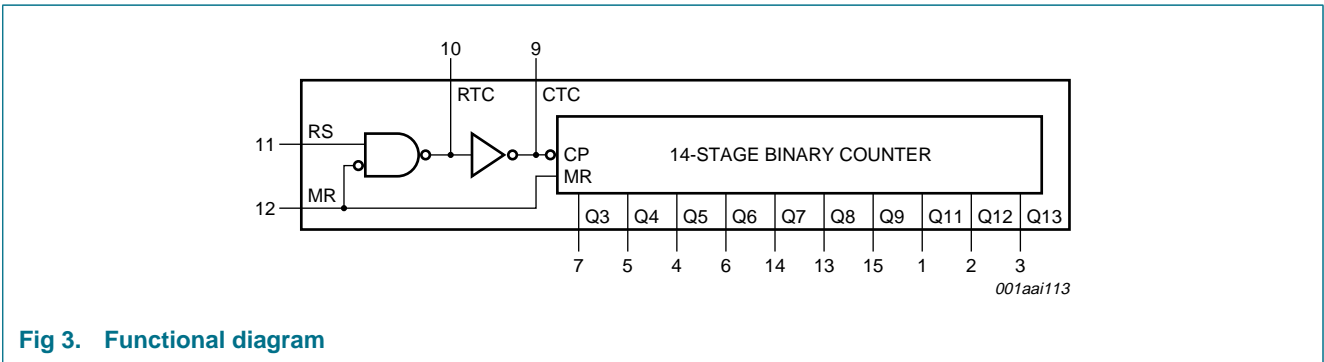 10 9
RTC CTC
11 RS
CP 14-STAGE BINARY COUNTER
MR
12 MR
Q3 Q4 Q5 Q6 Q7 Q8 Q9 Q11 Q12 Q13
7 5 4 6 14 13 15 1 2 3
001aai113
Fig 3. Functional diagram